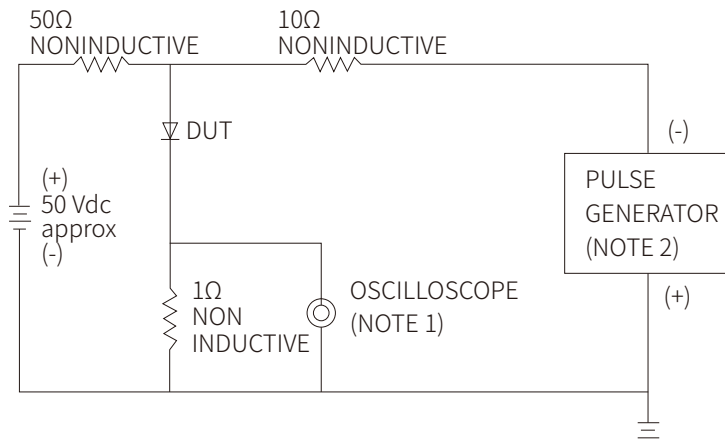 50Ω
NONINDUCTIVE
10Ω
NONINDUCTIVE
DUT
(+)
50 Vdc
approx
(-)
1Ω
NON
INDUCTIVE
OSCILLOSCOPE
(NOTE 1)
(-)
PULSE
GENERATOR
(NOTE 2)
(+)